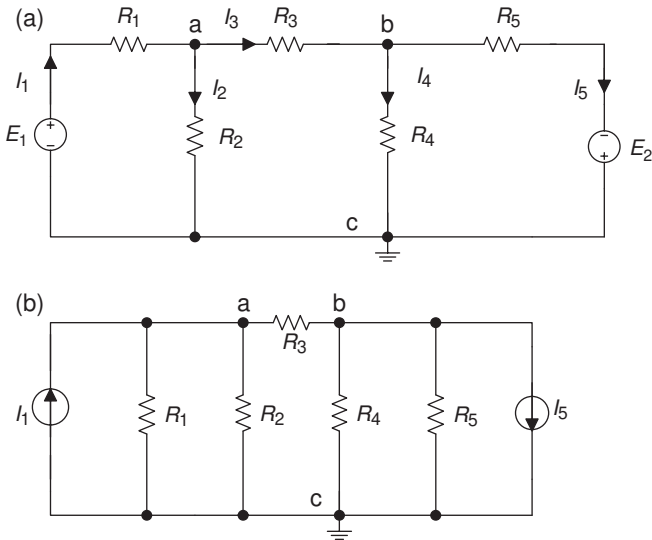 (a)
R1 a I3 R3 b R5
I1 I2 I4 I5
E1 + − R2 R4 − + E2
c
(b)
a b
R3
I1 R1 R2 R4 R5 I5
c